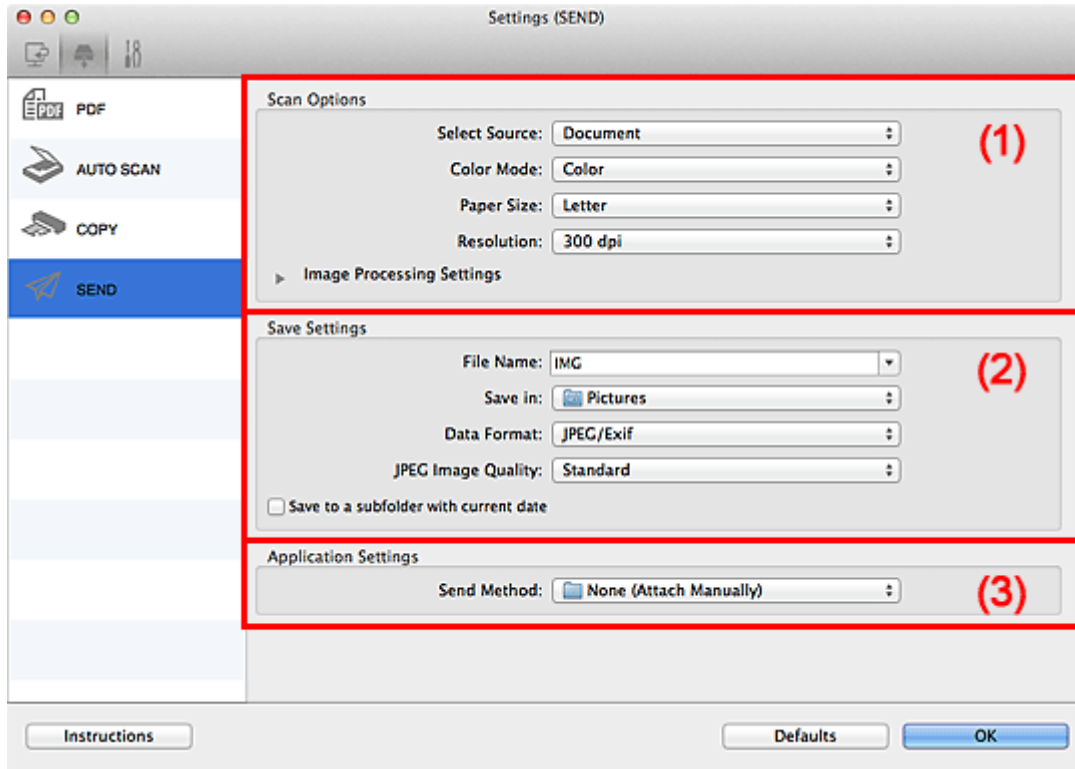 Settings (SEND)
PDF
PDF
AUTO SCAN
COPY
SEND
Scan Options
(1)
Select Source: Document
Color Mode: Color
Paper Size: Letter
Resolution: 300 dpi
Image Processing Settings
Save Settings
(2)
File Name: IMG
Save in: Pictures
Data Format: JPEG/Exif
JPEG Image Quality: Standard
Save to a subfolder with current date
Application Settings
(3)
Send Method: None (Attach Manually)
Instructions
Defaults
OK